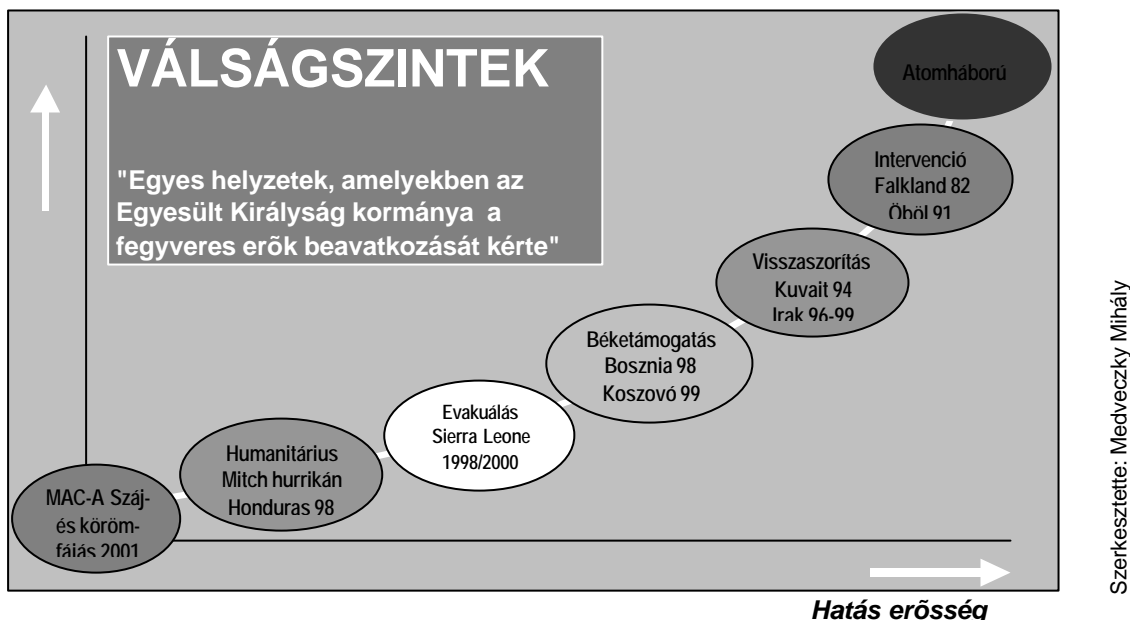 VÁLSÁGSZINTEK
"Egyes helyzetek, amelyekben az
Egyesült Királyság kormánya a
fegyveres erõk beavatkozását kérte"
Atomháború
Intervenció
Falkland 82
Öböl 91
Visszaszorítás
Kuvait 94
Irak 96-99
Béketámogatás
Bosznia 98
Koszovó 99
Evakuálás
Sierra Leone
1998/2000
Humanitárius
Mitch hurrikán
Honduras 98
MAC-A Száj-
és köröm-
fájás 2001
Hatás erõsség
Szerkesztette: Medveczky Mihály